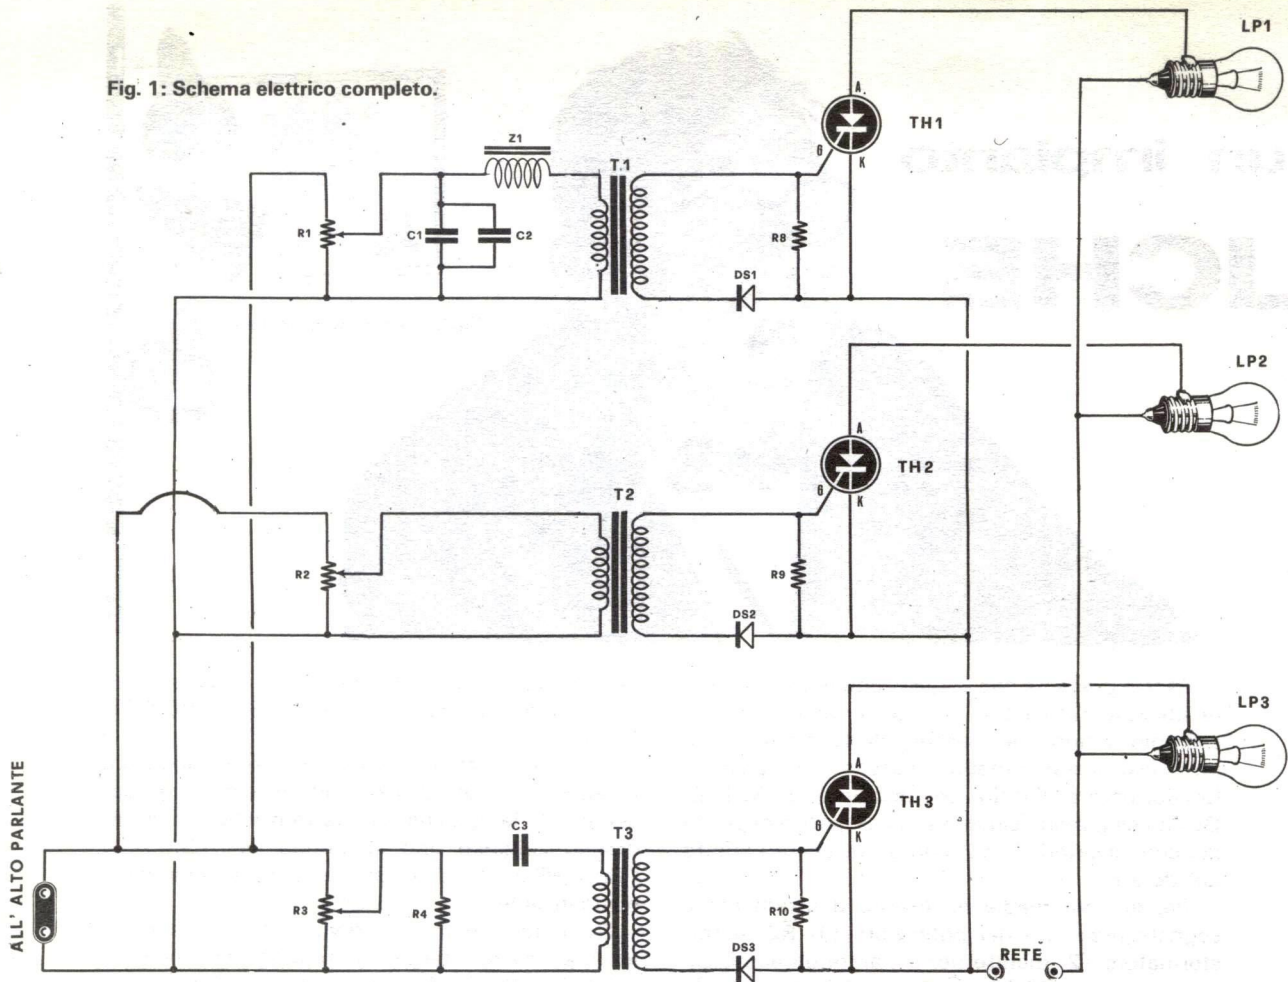 Fig. 1: Schema elettrico completo.
LP1
A
TH1
G
K
Z1
T.1
R1
C1
C2
R8
DS1
LP2
A
TH2
G
K
T2
R2
R9
DS2
LP3
A
TH3
G
K
C3
T3
R3
R4
R10
DS3
RETE
ALL' ALTO PARLANTE